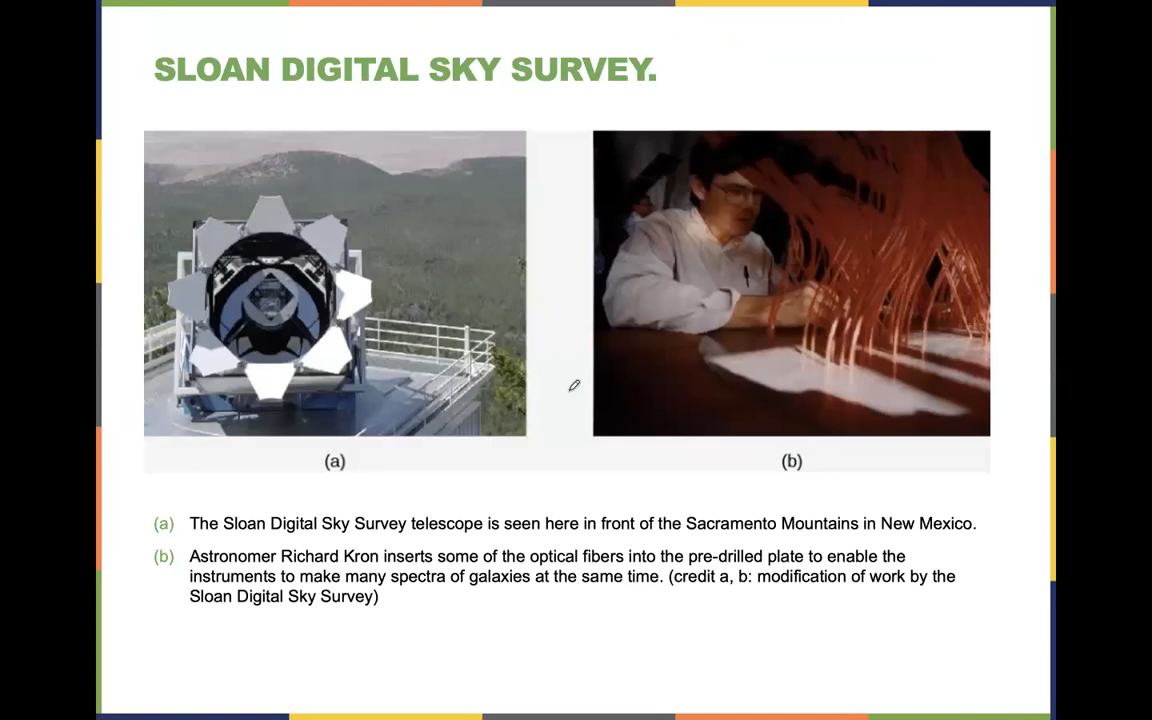 SLOAN DIGITAL SKY SURVEY.
(a)
(b)
(a) The Sloan Digital Sky Survey telescope is seen here in front of the Sacramento Mountains in New Mexico.
(b) Astronomer Richard Kron inserts some of the optical fibers into the pre-drilled plate to enable the
instruments to make many spectra of galaxies at the same time. (credit a, b: modification of work by the
Sloan Digital Sky Survey)